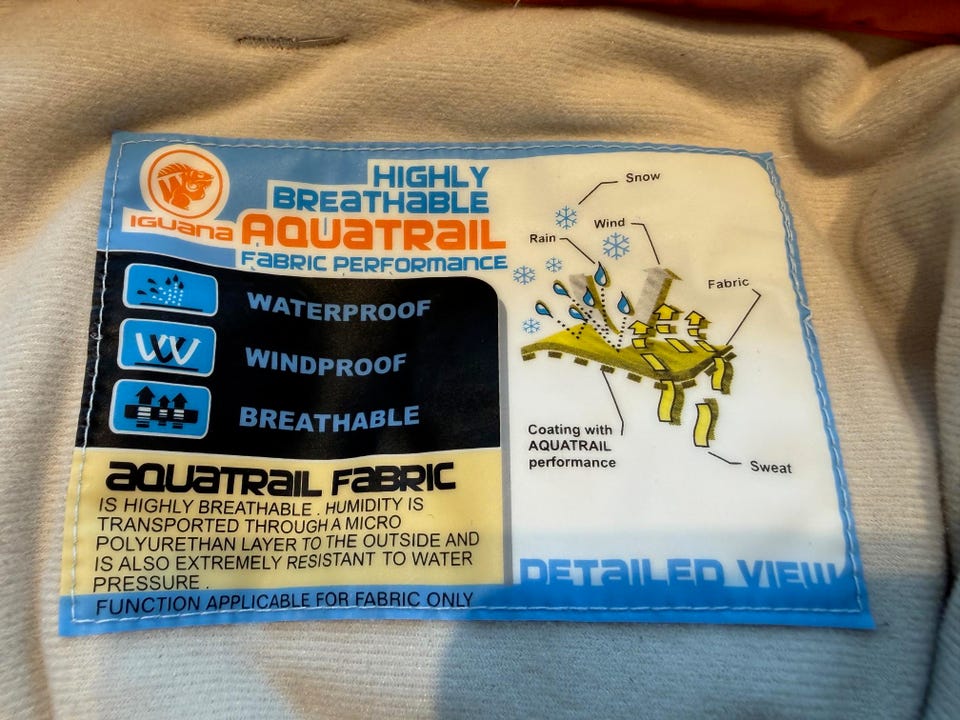 IGUANA
HIGHLY
BREATHABLE
AQUATRAIL
FABRIC PERFORMANCE
WATERPROOF
WINDPROOF
BREATHABLE
AQUATRAIL FABRIC
IS HIGHLY BREATHABLE . HUMIDITY IS
TRANSPORTED THROUGH A MICRO
POLYURETHAN LAYER TO THE OUTSIDE AND
IS ALSO EXTREMELY RESISTANT TO WATER
PRESSURE .
FUNCTION APPLICABLE FOR FABRIC ONLY
Snow
Wind
Rain
Fabric
Coating with
AQUATRAIL
performance
Sweat
DETAILED VIEW